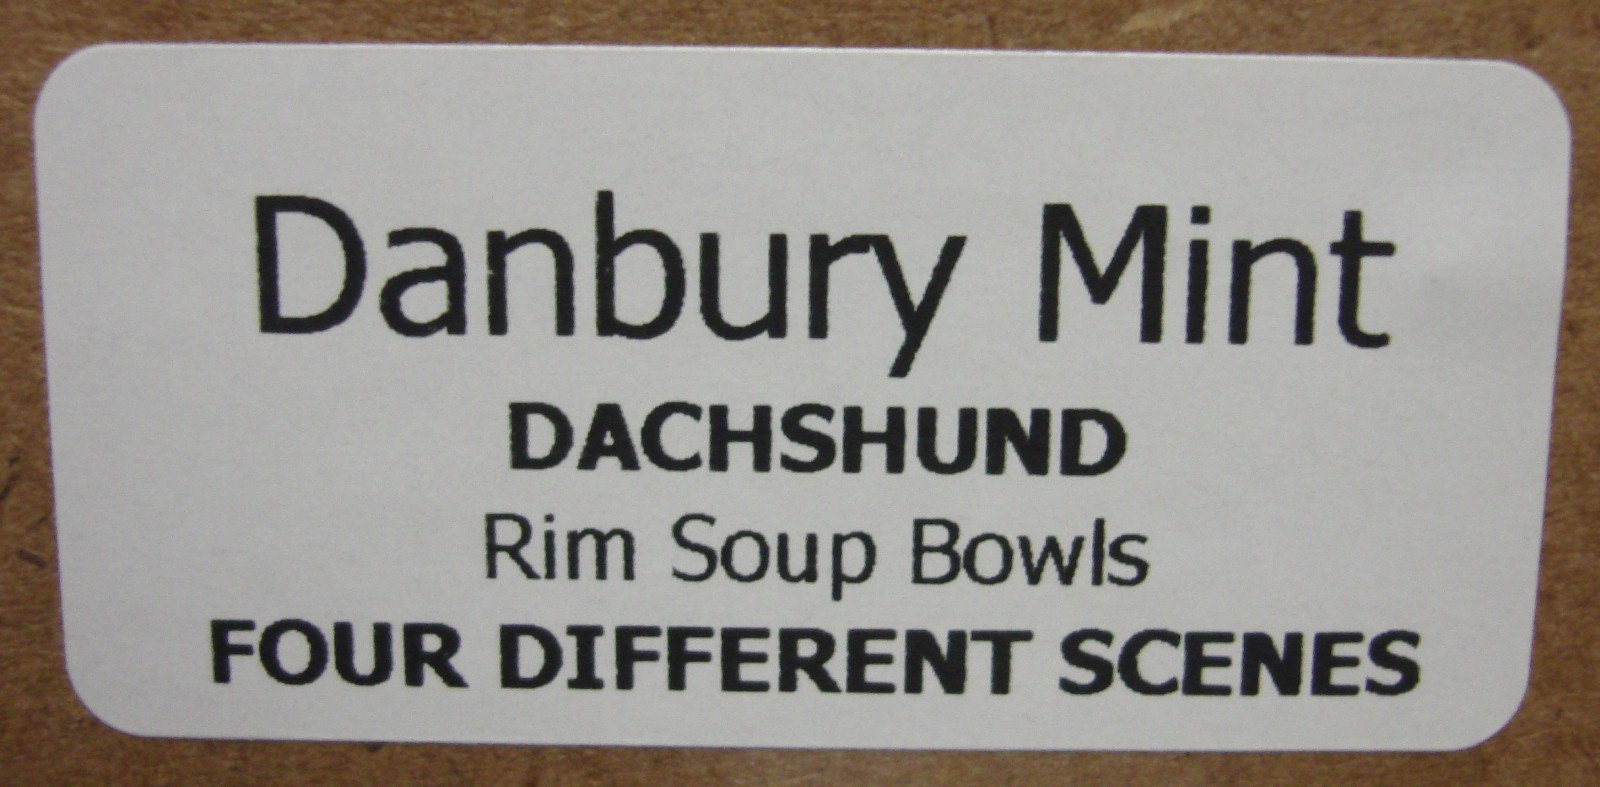 Danbury Mint
DACHSHUND
Rim Soup Bowls
FOUR DIFFERENT SCENES